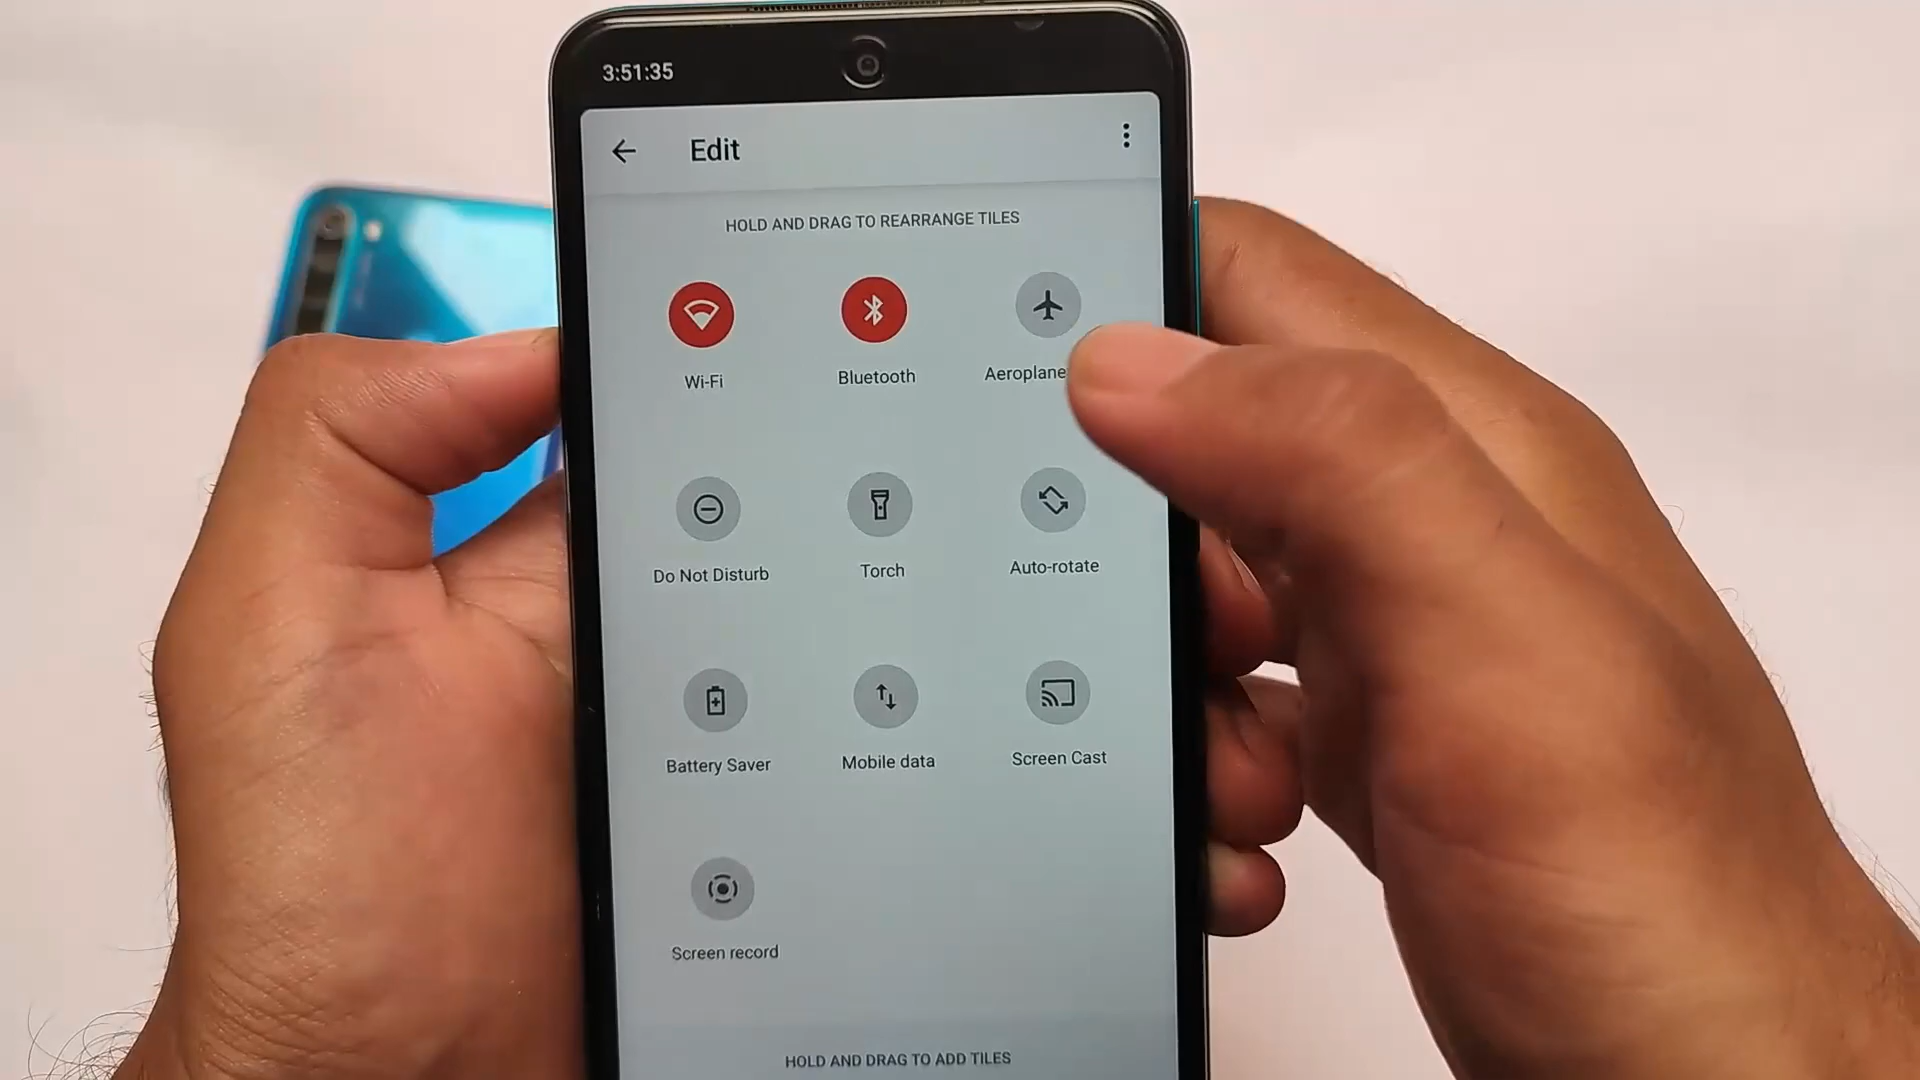 3:51:35
Edit
HOLD AND DRAG TO REARRANGE TILES
Wi-Fi
Bluetooth
Aeroplane
Do Not Disturb
Torch
Auto-rotate
Battery Saver
Mobile data
Screen Cast
Screen record
HOLD AND DRAG TO ADD TILES